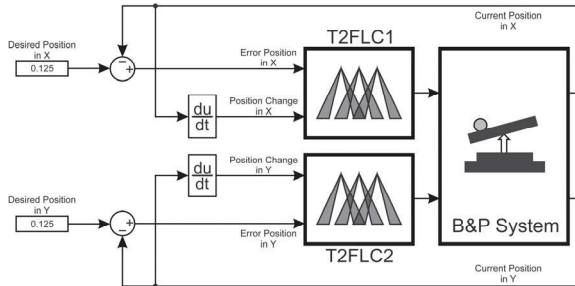 Current Position
in X
Desired Position
in X
0.125
−
+
Error Position
in X
T2FLC1
du
dt
Position Change
in X
du
dt
Position Change
in Y
Desired Position
in Y
0.125
+
−
Error Position
in Y
T2FLC2
B&P System
Current Position
in Y